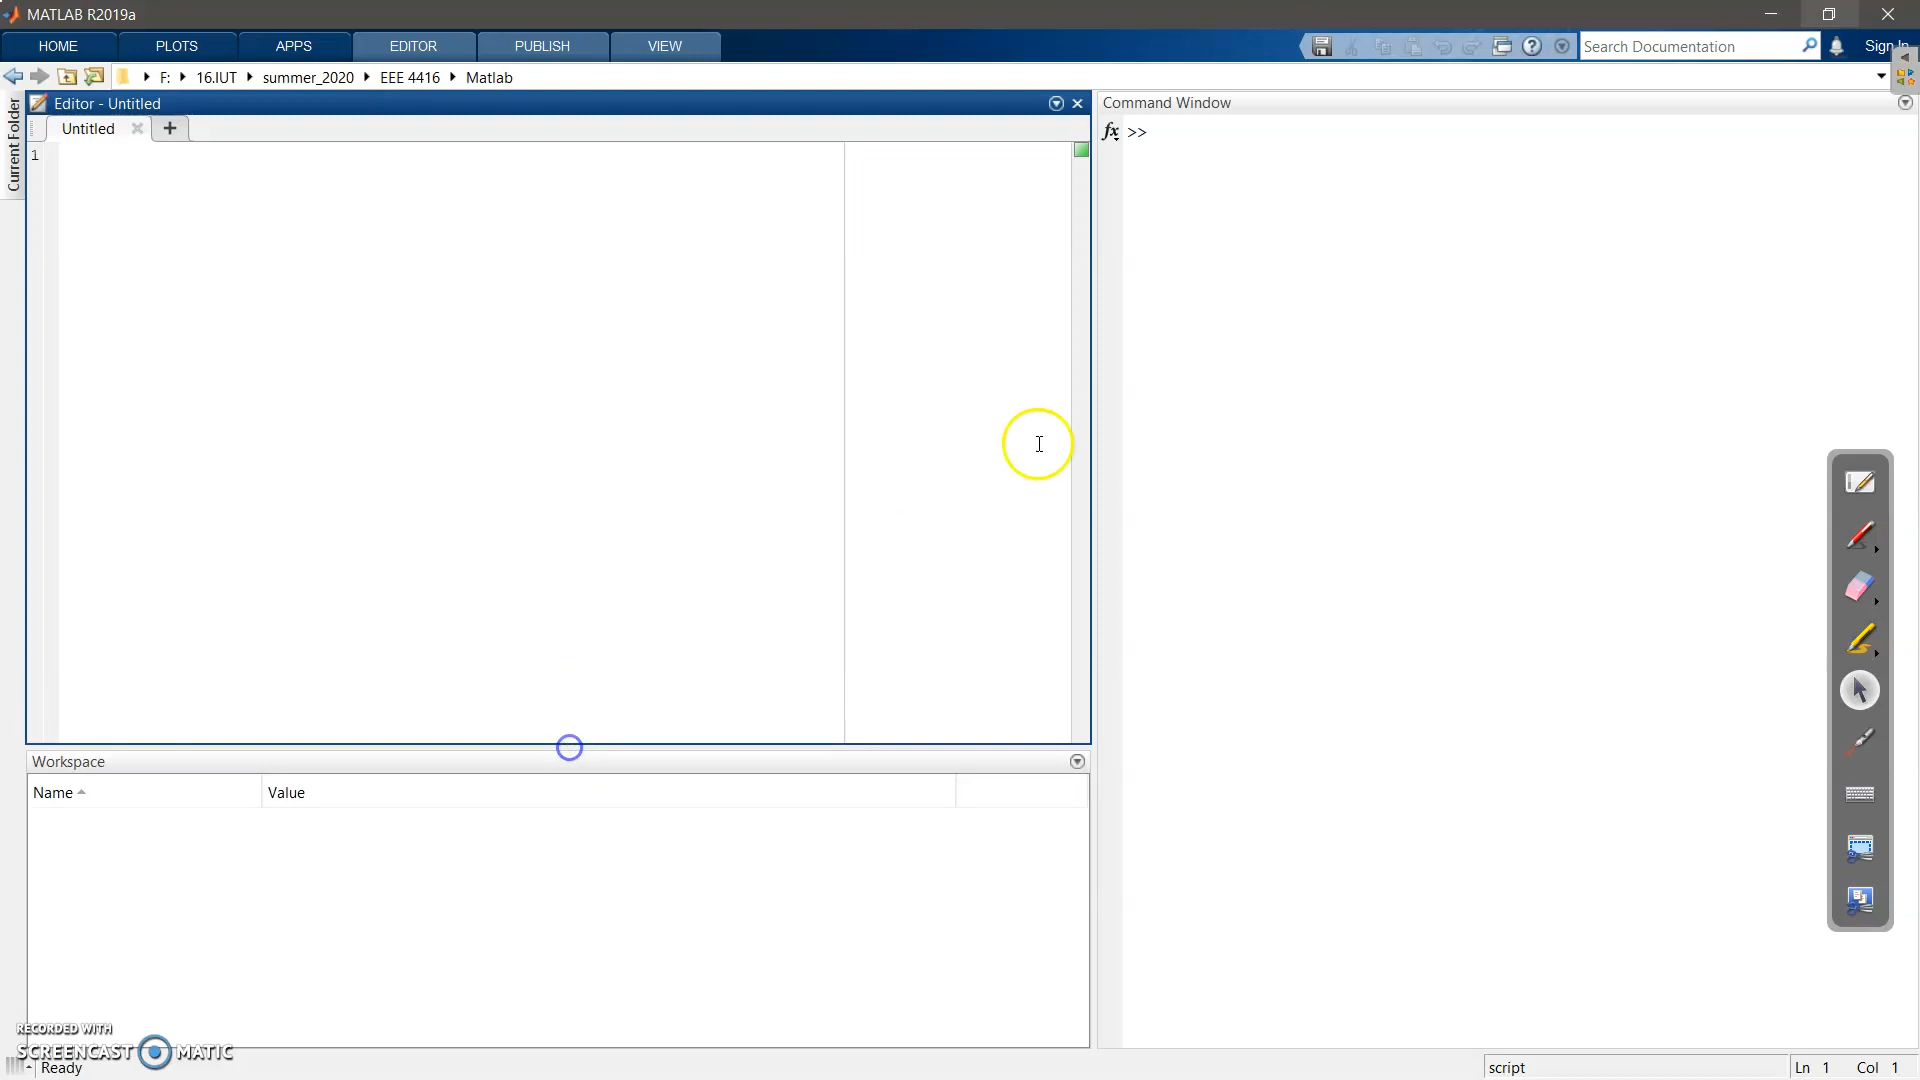 MATLAB R2019a
HOME PLOTS APPS EDITOR PUBLISH VIEW
Search Documentation
Sign In
F: 16.IUT summer_2020 EEE 4416 Matlab
Current Folder
Editor - Untitled
Untitled
1
Command Window
fx >>
Workspace
Name Value
RECORDED WITH
SCREENCAST MATIC
Ready
script
Ln 1 Col 1